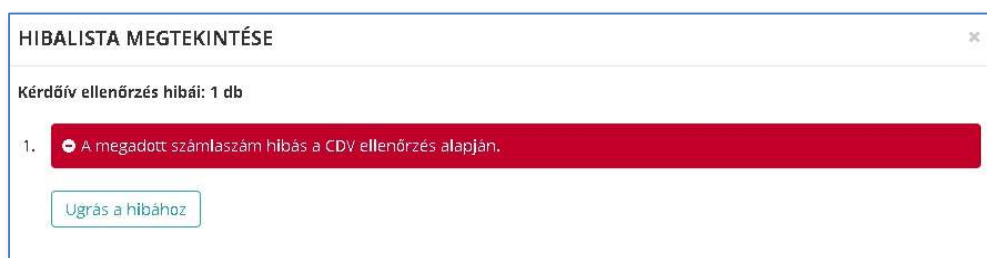 HIBALISTA MEGTEKINTÉSE
Kérdőív ellenőrzés hibái: 1 db
1. A megadott számlaszám hibás a CDV ellenőrzés alapján.
Ugrás a hibához